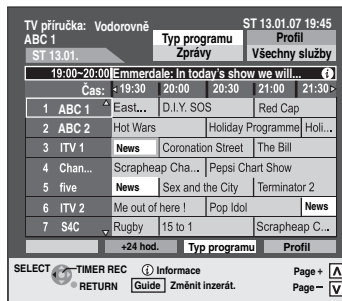 TV příručka: Vodorovně ST 13.01.07 19:45
ABC 1 Typ programu Profil
ST 13.01. Zprávy Všechny služby
19:00~20:00 Emmerdale: In today's show we will...
Čas: 19:30 20:00 20:30 21:00 21:30
1 ABC 1 East... D.I.Y. SOS Red Cap
2 ABC 2 Hot Wars Holiday Programme Holi...
3 ITV 1 News Coronation Street The Bill
4 Chan... Scrapheap Cha... Pepsi Chart Show
5 five News Sex and the City Terminator 2
6 ITV 2 Me out of here ! Pop Idol News
7 S4C Rugby 15 to 1 Scrapheap C...
+24 hod. Typ programu Profil
SELECT TIMER REC i Informace Page+
RETURN Guide Změnit inzerát. Page−